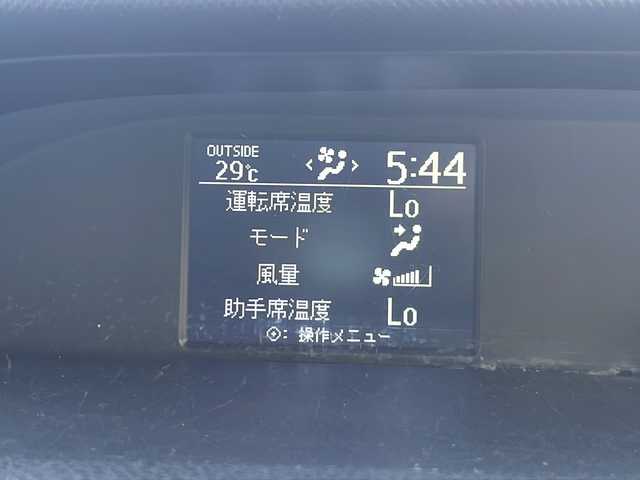 OUTSIDE
29℃
5:44
運転席温度 Lo
モード
風量
助手席温度 Lo
: 操作メニュー